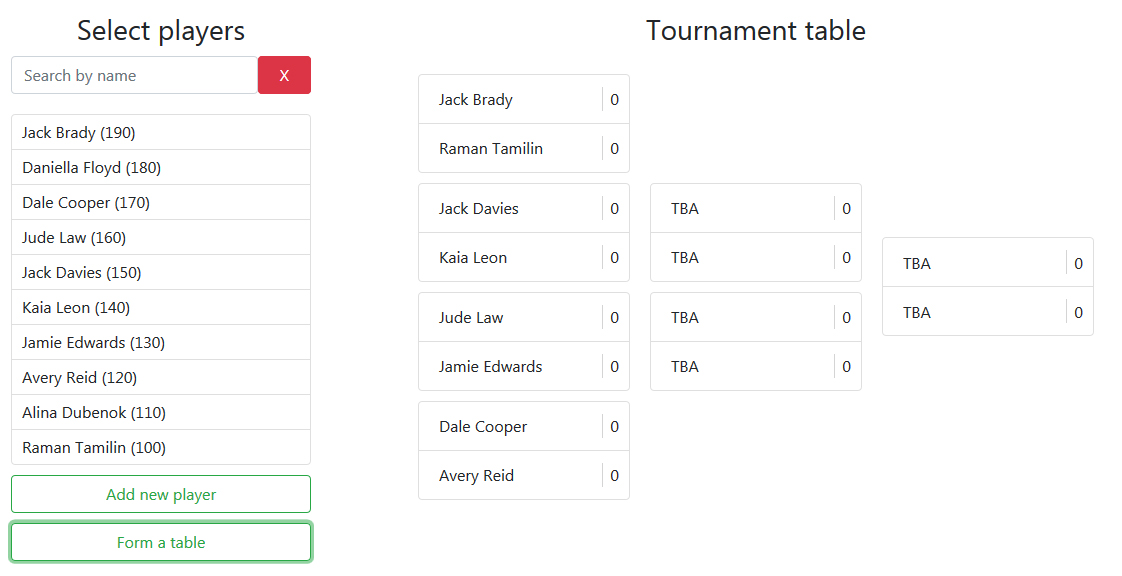 Select players
Search by name
X
Jack Brady (190)
Daniella Floyd (180)
Dale Cooper (170)
Jude Law (160)
Jack Davies (150)
Kaia Leon (140)
Jamie Edwards (130)
Avery Reid (120)
Alina Dubenok (110)
Raman Tamilin (100)
Add new player
Form a table
Tournament table
Jack Brady 0
Raman Tamilin 0
Jack Davies 0
Kaia Leon 0
Jude Law 0
Jamie Edwards 0
Dale Cooper 0
Avery Reid 0
TBA 0
TBA 0
TBA 0
TBA 0
TBA 0
TBA 0